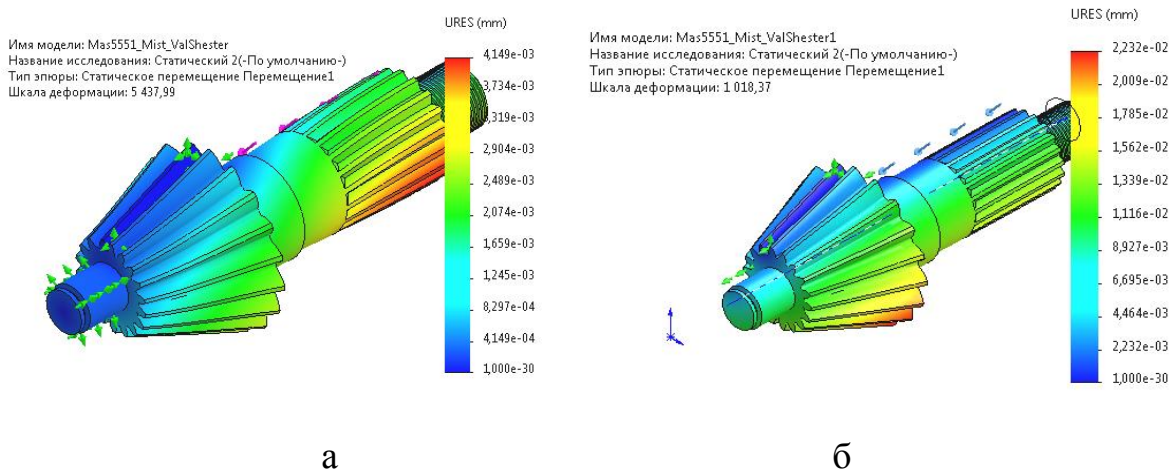 URES (mm)
Имя модели: Mas5551_Mist_ValShester
Название исследования: Статический 2(-По умолчанию-)
Тип эпюры: Статическое перемещение Перемещение1
Шкала деформации: 5 437,99
4,149e-03
3,734e-03
3,319e-03
2,904e-03
2,489e-03
2,074e-03
1,659e-03
1,245e-03
8,297e-04
4,149e-04
1,000e-30
а
URES (mm)
Имя модели: Mas5551_Mist_ValShester1
Название исследования: Статический 2(-По умолчанию-)
Тип эпюры: Статическое перемещение Перемещение1
Шкала деформации: 1 018,37
2,232e-02
2,009e-02
1,785e-02
1,562e-02
1,339e-02
1,116e-02
8,927e-03
6,695e-03
4,464e-03
2,232e-03
1,000e-30
б